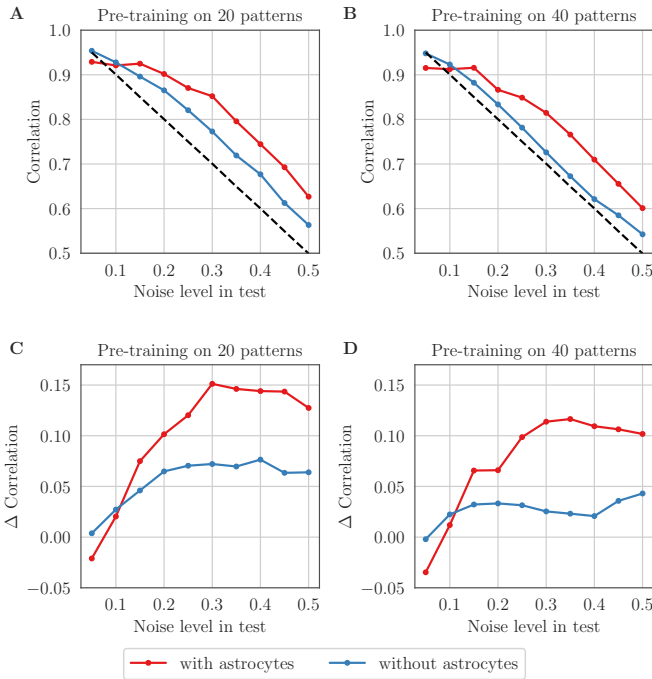 A
Pre-training on 20 patterns
1.0
0.9
0.8
0.7
0.6
0.5
Correlation
0.1 0.2 0.3 0.4 0.5
Noise level in test
B
Pre-training on 40 patterns
1.0
0.9
0.8
0.7
0.6
0.5
Correlation
0.1 0.2 0.3 0.4 0.5
Noise level in test
C
Pre-training on 20 patterns
0.15
0.10
0.05
0.00
−0.05
Δ Correlation
0.1 0.2 0.3 0.4 0.5
Noise level in test
D
Pre-training on 40 patterns
0.15
0.10
0.05
0.00
−0.05
Δ Correlation
0.1 0.2 0.3 0.4 0.5
Noise level in test
with astrocytes without astrocytes